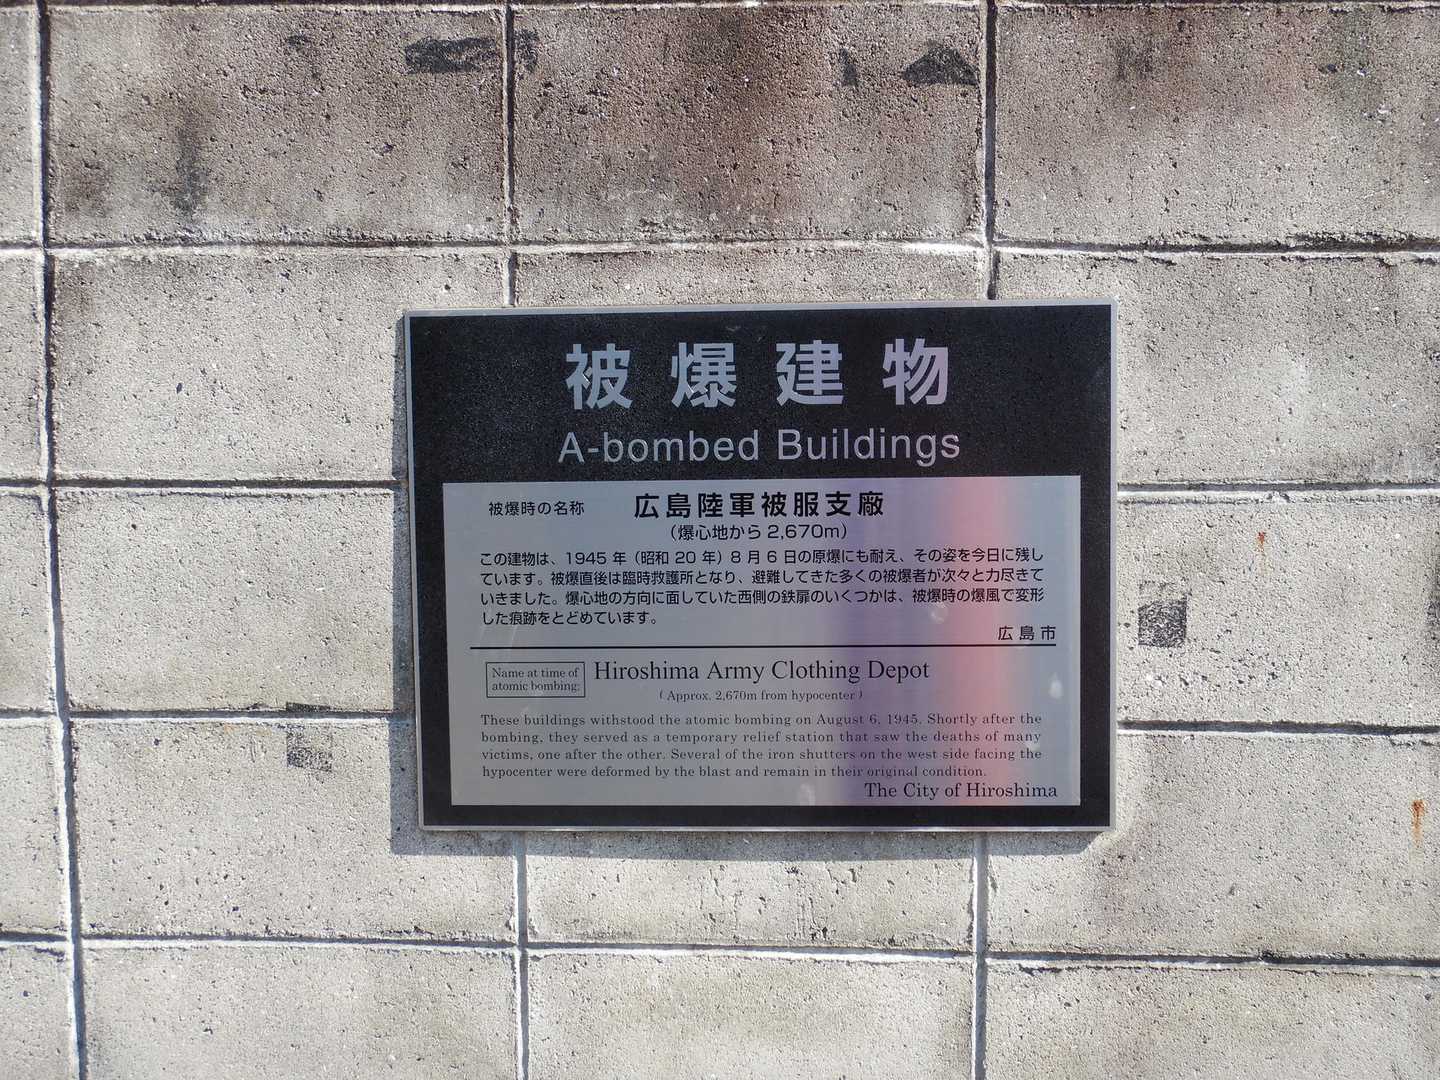 被爆建物
A-bombed Buildings
被爆時の名称 広島陸軍被服支廠
（爆心地から 2,670m）
この建物は、1945 年（昭和 20 年）8 月 6 日の原爆にも耐え、その姿を今日に残し
ています。被爆直後は臨時救護所となり、避難してきた多くの被爆者が次々と力尽きて
いきました。爆心地の方向に面していた西側の鉄扉のいくつかは、被爆時の爆風で変形
した痕跡をとどめています。
広島市
Name at time of atomic bombing: Hiroshima Army Clothing Depot
( Approx. 2,670m from hypocenter )
These buildings withstood the atomic bombing on August 6, 1945. Shortly after the
bombing, they served as a temporary relief station that saw the deaths of many
victims, one after the other. Several of the iron shutters on the west side facing the
hypocenter were deformed by the blast and remain in their original condition.
The City of Hiroshima